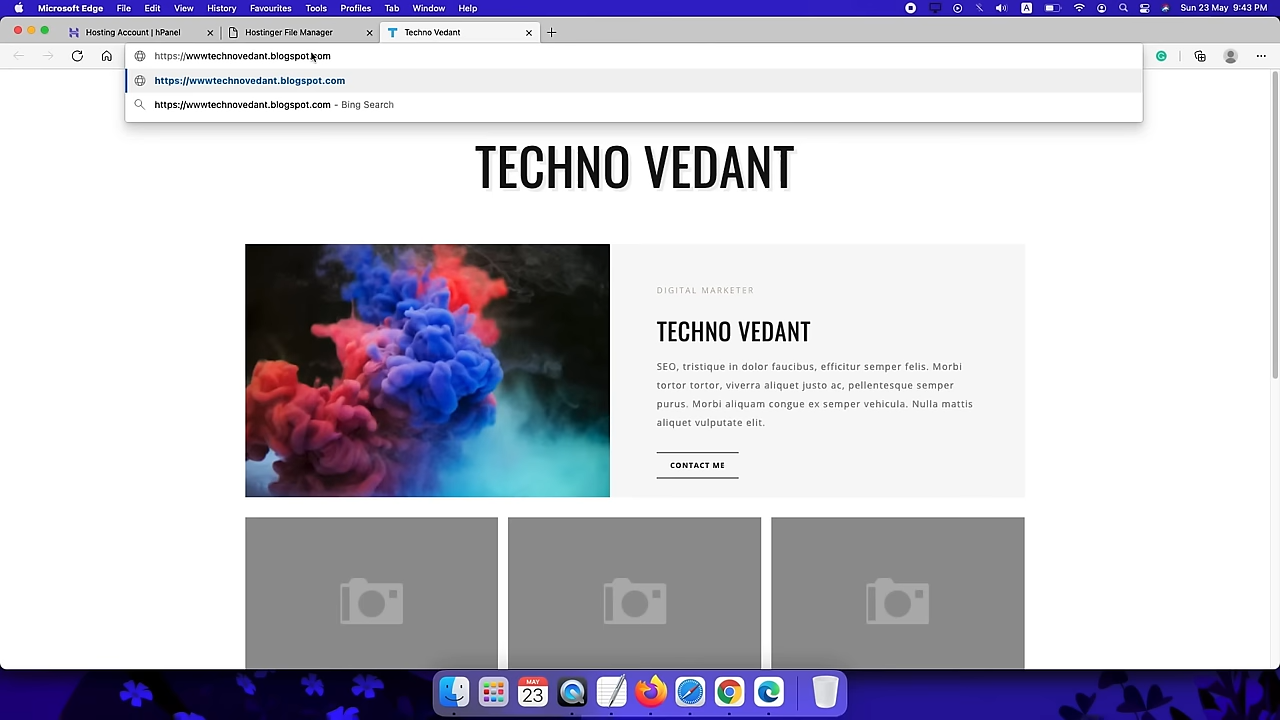 Microsoft Edge File Edit View History Favourites Tools Profiles Tab Window Help A Sun 23 May 9:43 PM
Hosting Account | hPanel Hostinger File Manager Techno Vedant
https://wwwtechnovedant.blogspot.com
https://wwwtechnovedant.blogspot.com
https://wwwtechnovedant.blogspot.com - Bing Search
TECHNO VEDANT
DIGITAL MARKETER
TECHNO VEDANT
SEO, tristique in dolor faucibus, efficitur semper felis. Morbi
tortor tortor, viverra aliquet justo ac, pellentesque semper
purus. Morbi aliquam congue ex semper vehicula. Nulla mattis
aliquet vulputate elit.
CONTACT ME
MAY
23